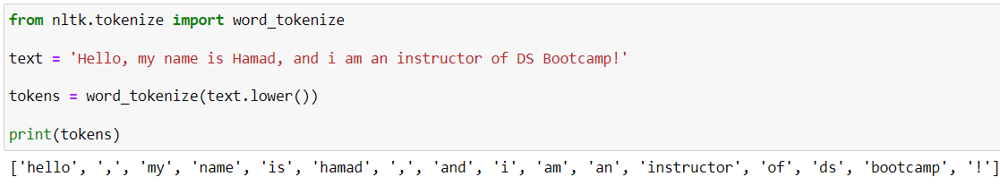 from nltk.tokenize import word_tokenize
text = 'Hello, my name is Hamad, and i am an instructor of DS Bootcamp!'
tokens = word_tokenize(text.lower())
print(tokens)
['hello', ',', 'my', 'name', 'is', 'hamad', ',', 'and', 'i', 'am', 'an', 'instructor', 'of', 'ds', 'bootcamp', '!']